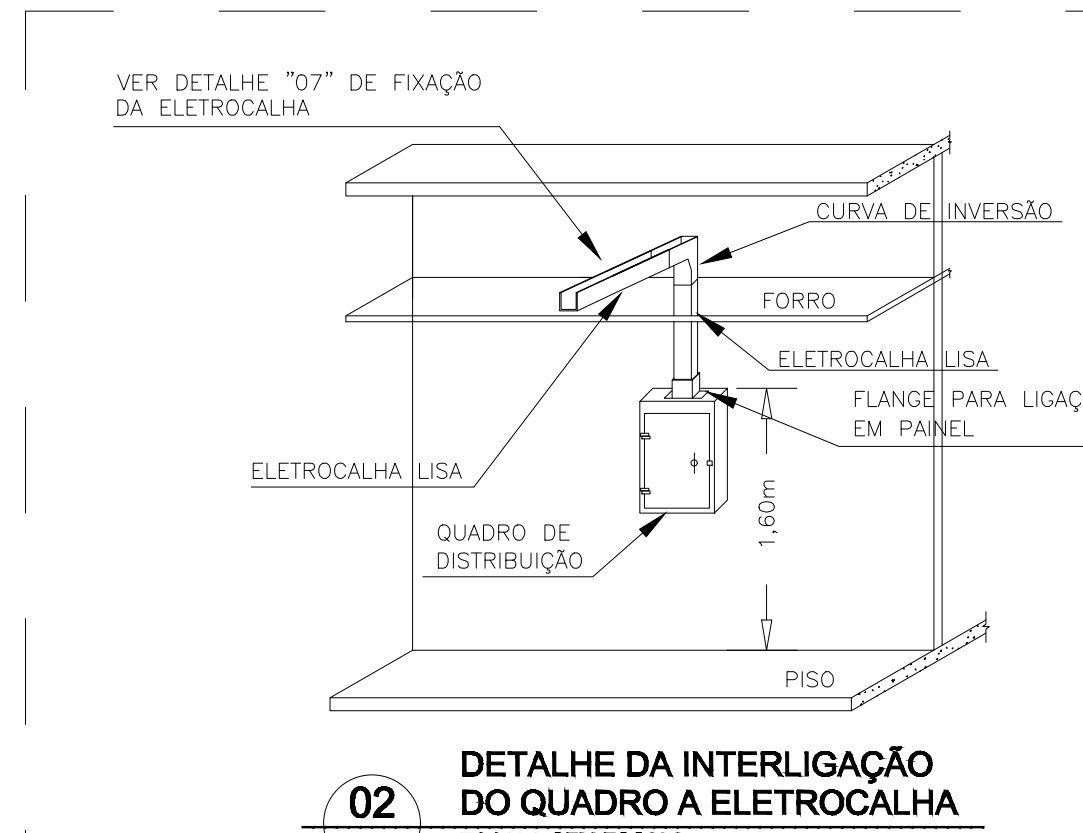 VER DETALHE "07" DE FIXAÇÃO
DA ELETROCALHA
CURVA DE INVERSÃO
FORRO
ELETROCALHA LISA
FLANGE PARA
EM PAINEL
ELETROCALHA LISA
1,60m
QUADRO DE
DISTRIBUIÇÃO
PISO
02
DETALHE DA INTERLIGAÇÃO
DO QUADRO A ELETROCALHA